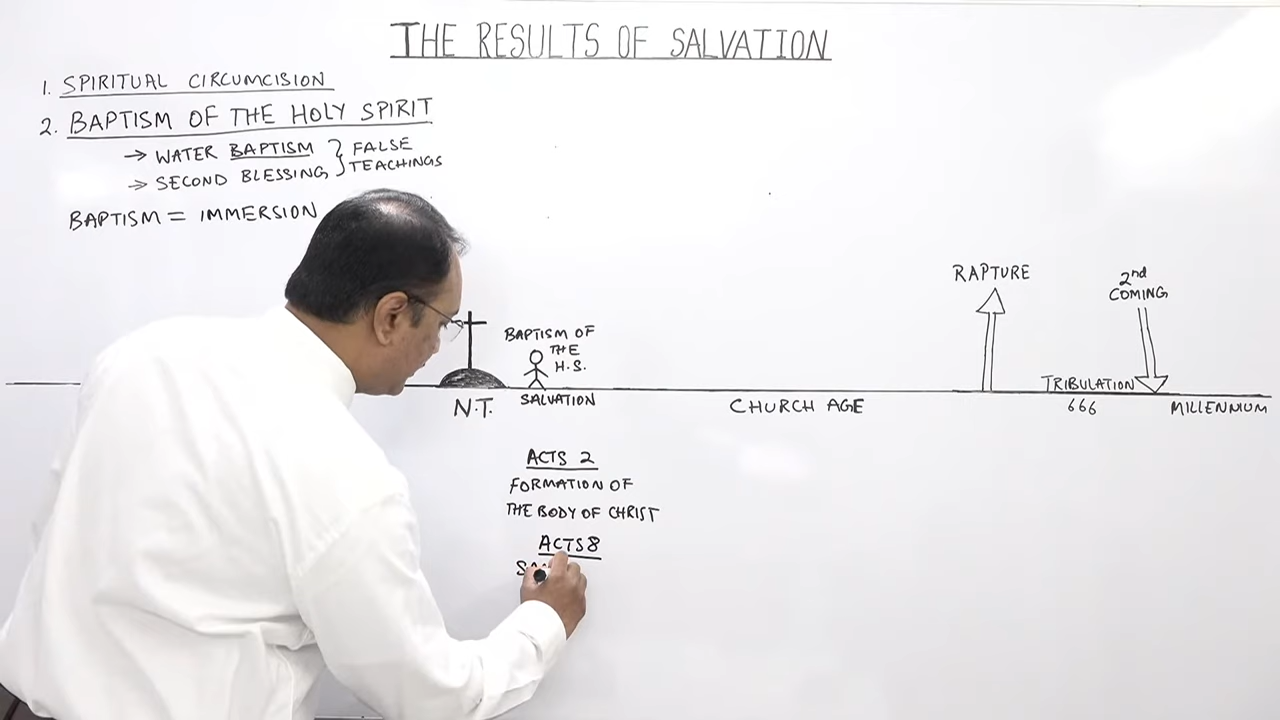 THE RESULTS OF SALVATION
1. SPIRITUAL CIRCUMCISION
2. BAPTISM OF THE HOLY SPIRIT
→ WATER BAPTISM } FALSE
→ SECOND BLESSING } TEACHINGS
BAPTISM = IMMERSION
RAPTURE
2nd
COMING
BAPTISM OF
THE
H.S.
TRIBULATION
N.T.
SALVATION
CHURCH AGE
666
MILLENNIUM
ACTS 2
FORMATION OF
THE BODY OF CHRIST
ACTS 8